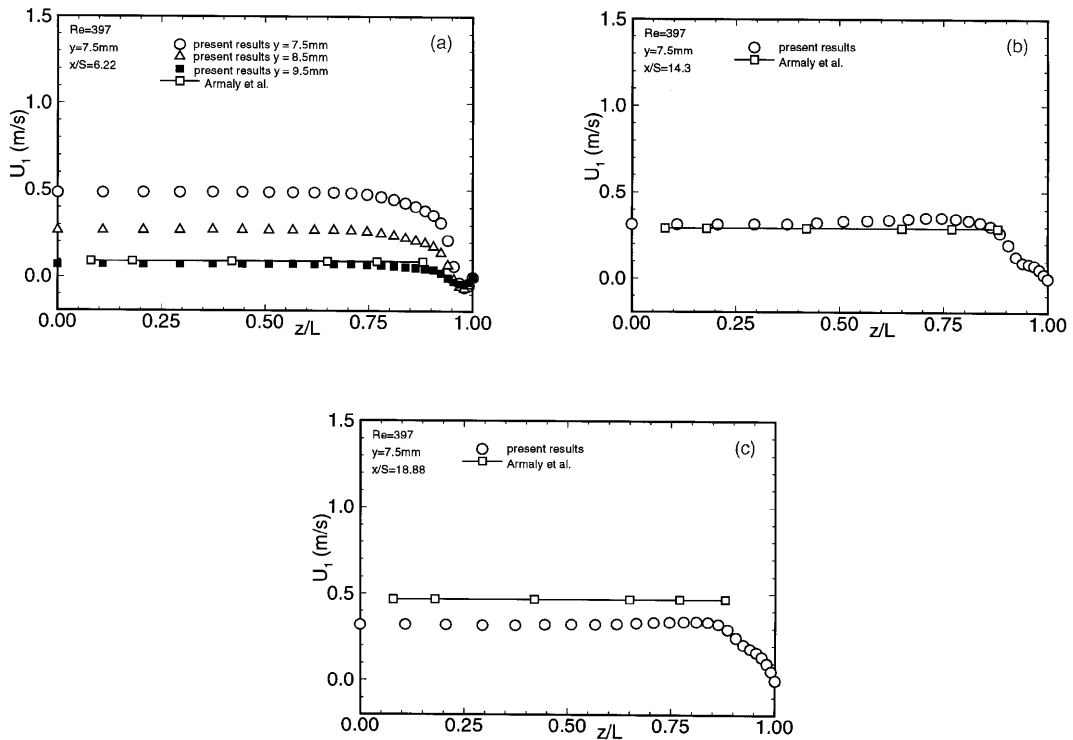 (a)
Re=397
y=7.5mm
x/S=6.22
present results y = 7.5mm
present results y = 8.5mm
present results y = 9.5mm
Armaly et al.
1.5
1.0
0.5
0.0
U1 (m/s)
0.00
0.25
0.50
0.75
1.00
z/L
(b)
Re=397
y=7.5mm
x/S=14.3
present results
Armaly et al.
1.5
1.0
0.5
0.0
U1 (m/s)
0.00
0.25
0.50
0.75
1.00
z/L
(c)
Re=397
y=7.5mm
x/S=18.88
present results
Armaly et al.
1.5
1.0
0.5
0.0
U1 (m/s)
0.00
0.25
0.50
0.75
1.00
z/L